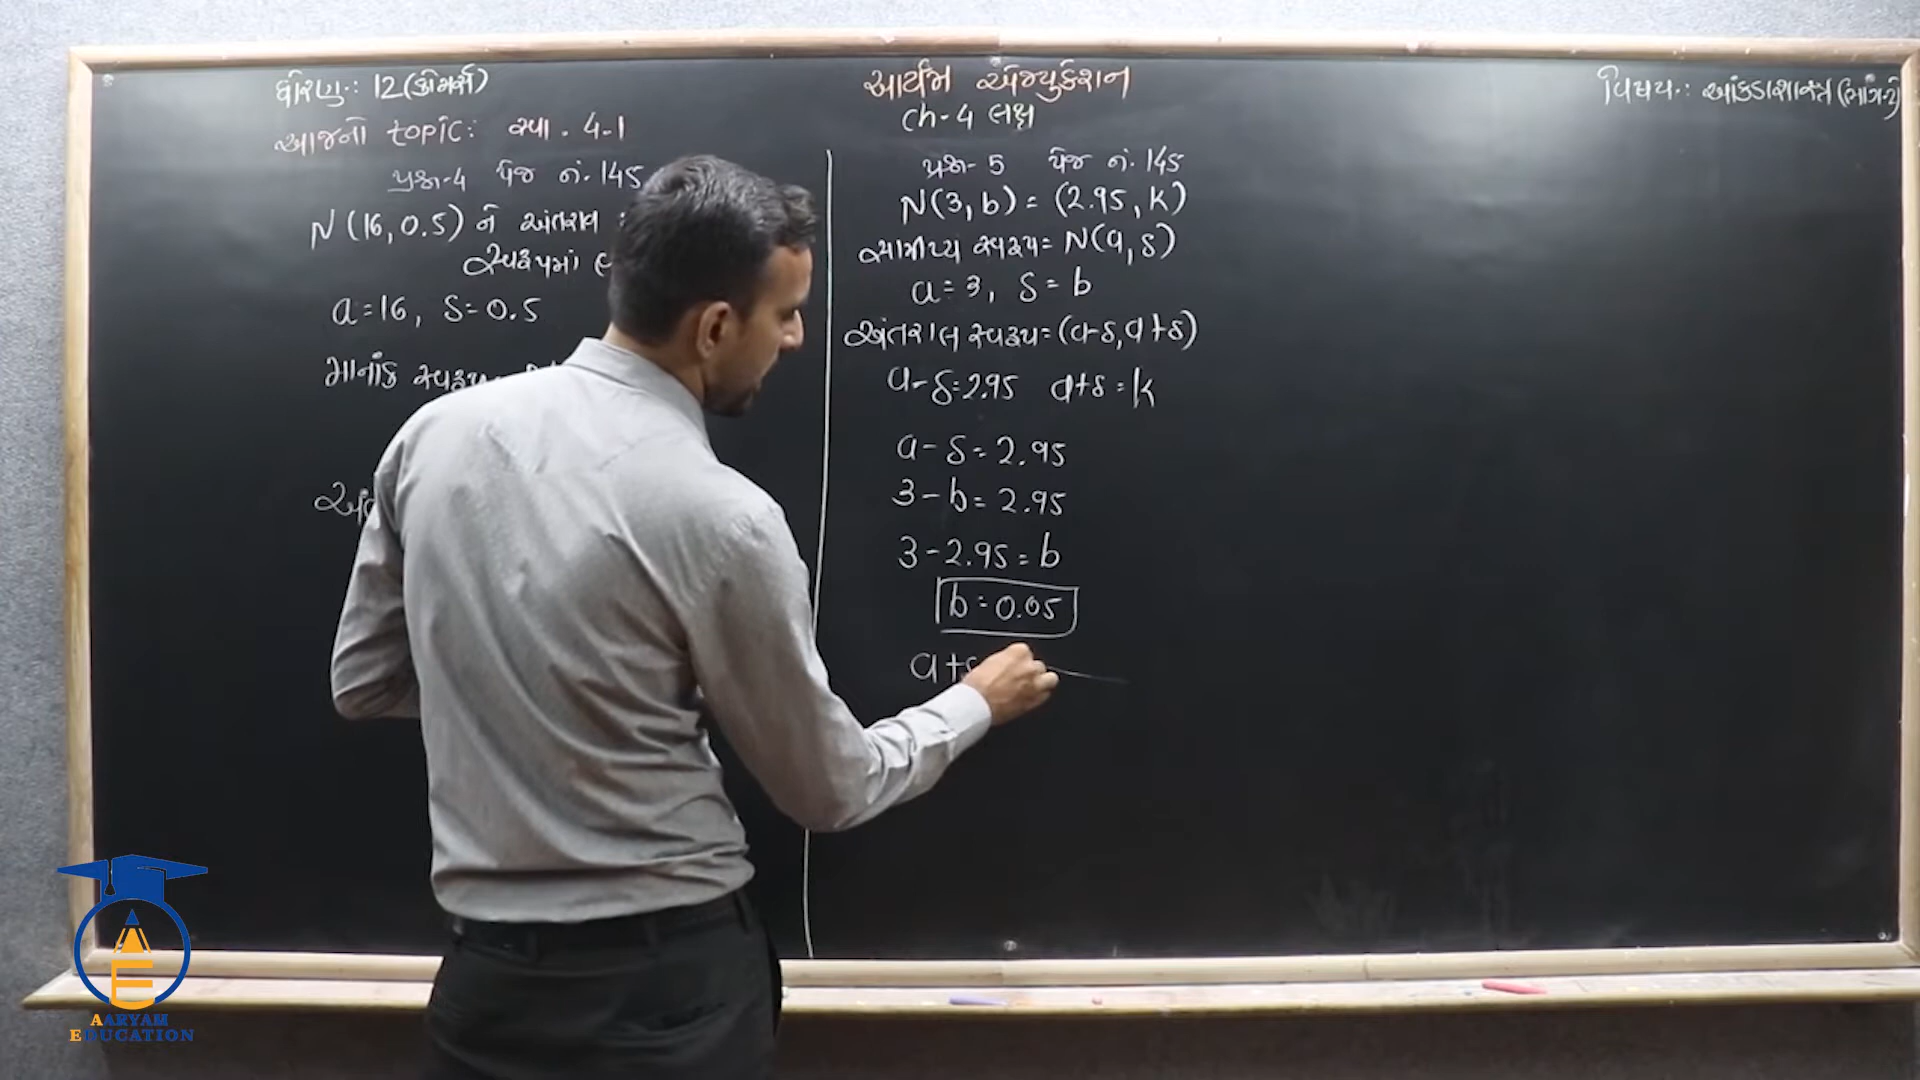 ધોરણ : 12 (કોમર્સ)
આજનો topic : સ્વા. 4.1
પ્રશ્ન-4 પેજ નં. 145
N (16, 0.5) ને અંતરાલ
સ્વરૂપમાં
a = 16, δ = 0.5
માનાંક સ્વરૂપ
આર્યમ એજ્યુકેશન
ch-4 લક્ષ
પ્રશ્ન-5 પેજ નં. 145
N(3, b) = (2.95, k)
સામીપ્ય સ્વરૂપ = N(a, δ)
a = 3, δ = b
અંતરાલ સ્વરૂપ = (a-δ, a+δ)
a-δ = 2.95 a+δ = k
a - δ = 2.95
3 - b = 2.95
3 - 2.95 = b
b = 0.05
a +
વિષય : આંકડાશાસ્ત્ર (ભાગ-2)
AARYAM
EDUCATION